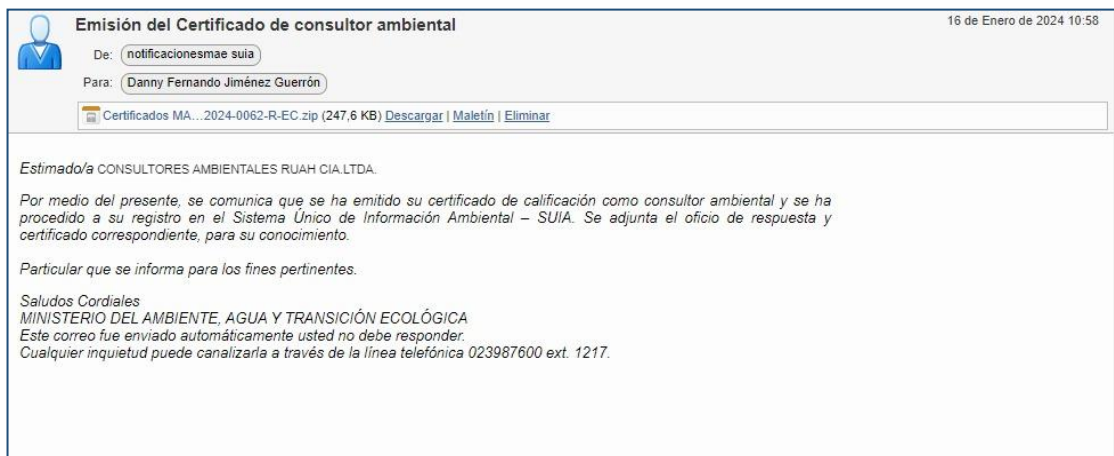 Emisión del Certificado de consultor ambiental
16 de Enero de 2024 10:58
De: notificacionesmae suia
Para: Danny Fernando Jiménez Guerrón
Certificados MA…2024-0062-R-EC.zip (247,6 KB) Descargar | Maletín | Eliminar
Estimado/a CONSULTORES AMBIENTALES RUAH CIA.LTDA.
Por medio del presente, se comunica que se ha emitido su certificado de calificación como consultor ambiental y se ha
procedido a su registro en el Sistema Único de Información Ambiental – SUIA. Se adjunta el oficio de respuesta y
certificado correspondiente, para su conocimiento.
Particular que se informa para los fines pertinentes.
Saludos Cordiales
MINISTERIO DEL AMBIENTE, AGUA Y TRANSICIÓN ECOLÓGICA
Este correo fue enviado automáticamente usted no debe responder.
Cualquier inquietud puede canalizarla a través de la línea telefónica 023987600 ext. 1217.